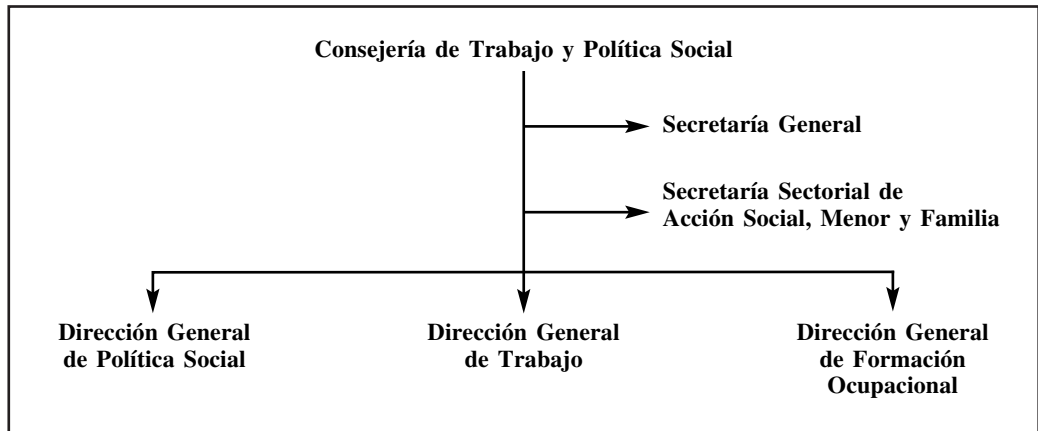 Consejería de Trabajo y Política Social
Secretaría General
Secretaría Sectorial de
Acción Social, Menor y Familia
Dirección General
de Política Social
Dirección General
de Trabajo
Dirección General
de Formación
Ocupacional